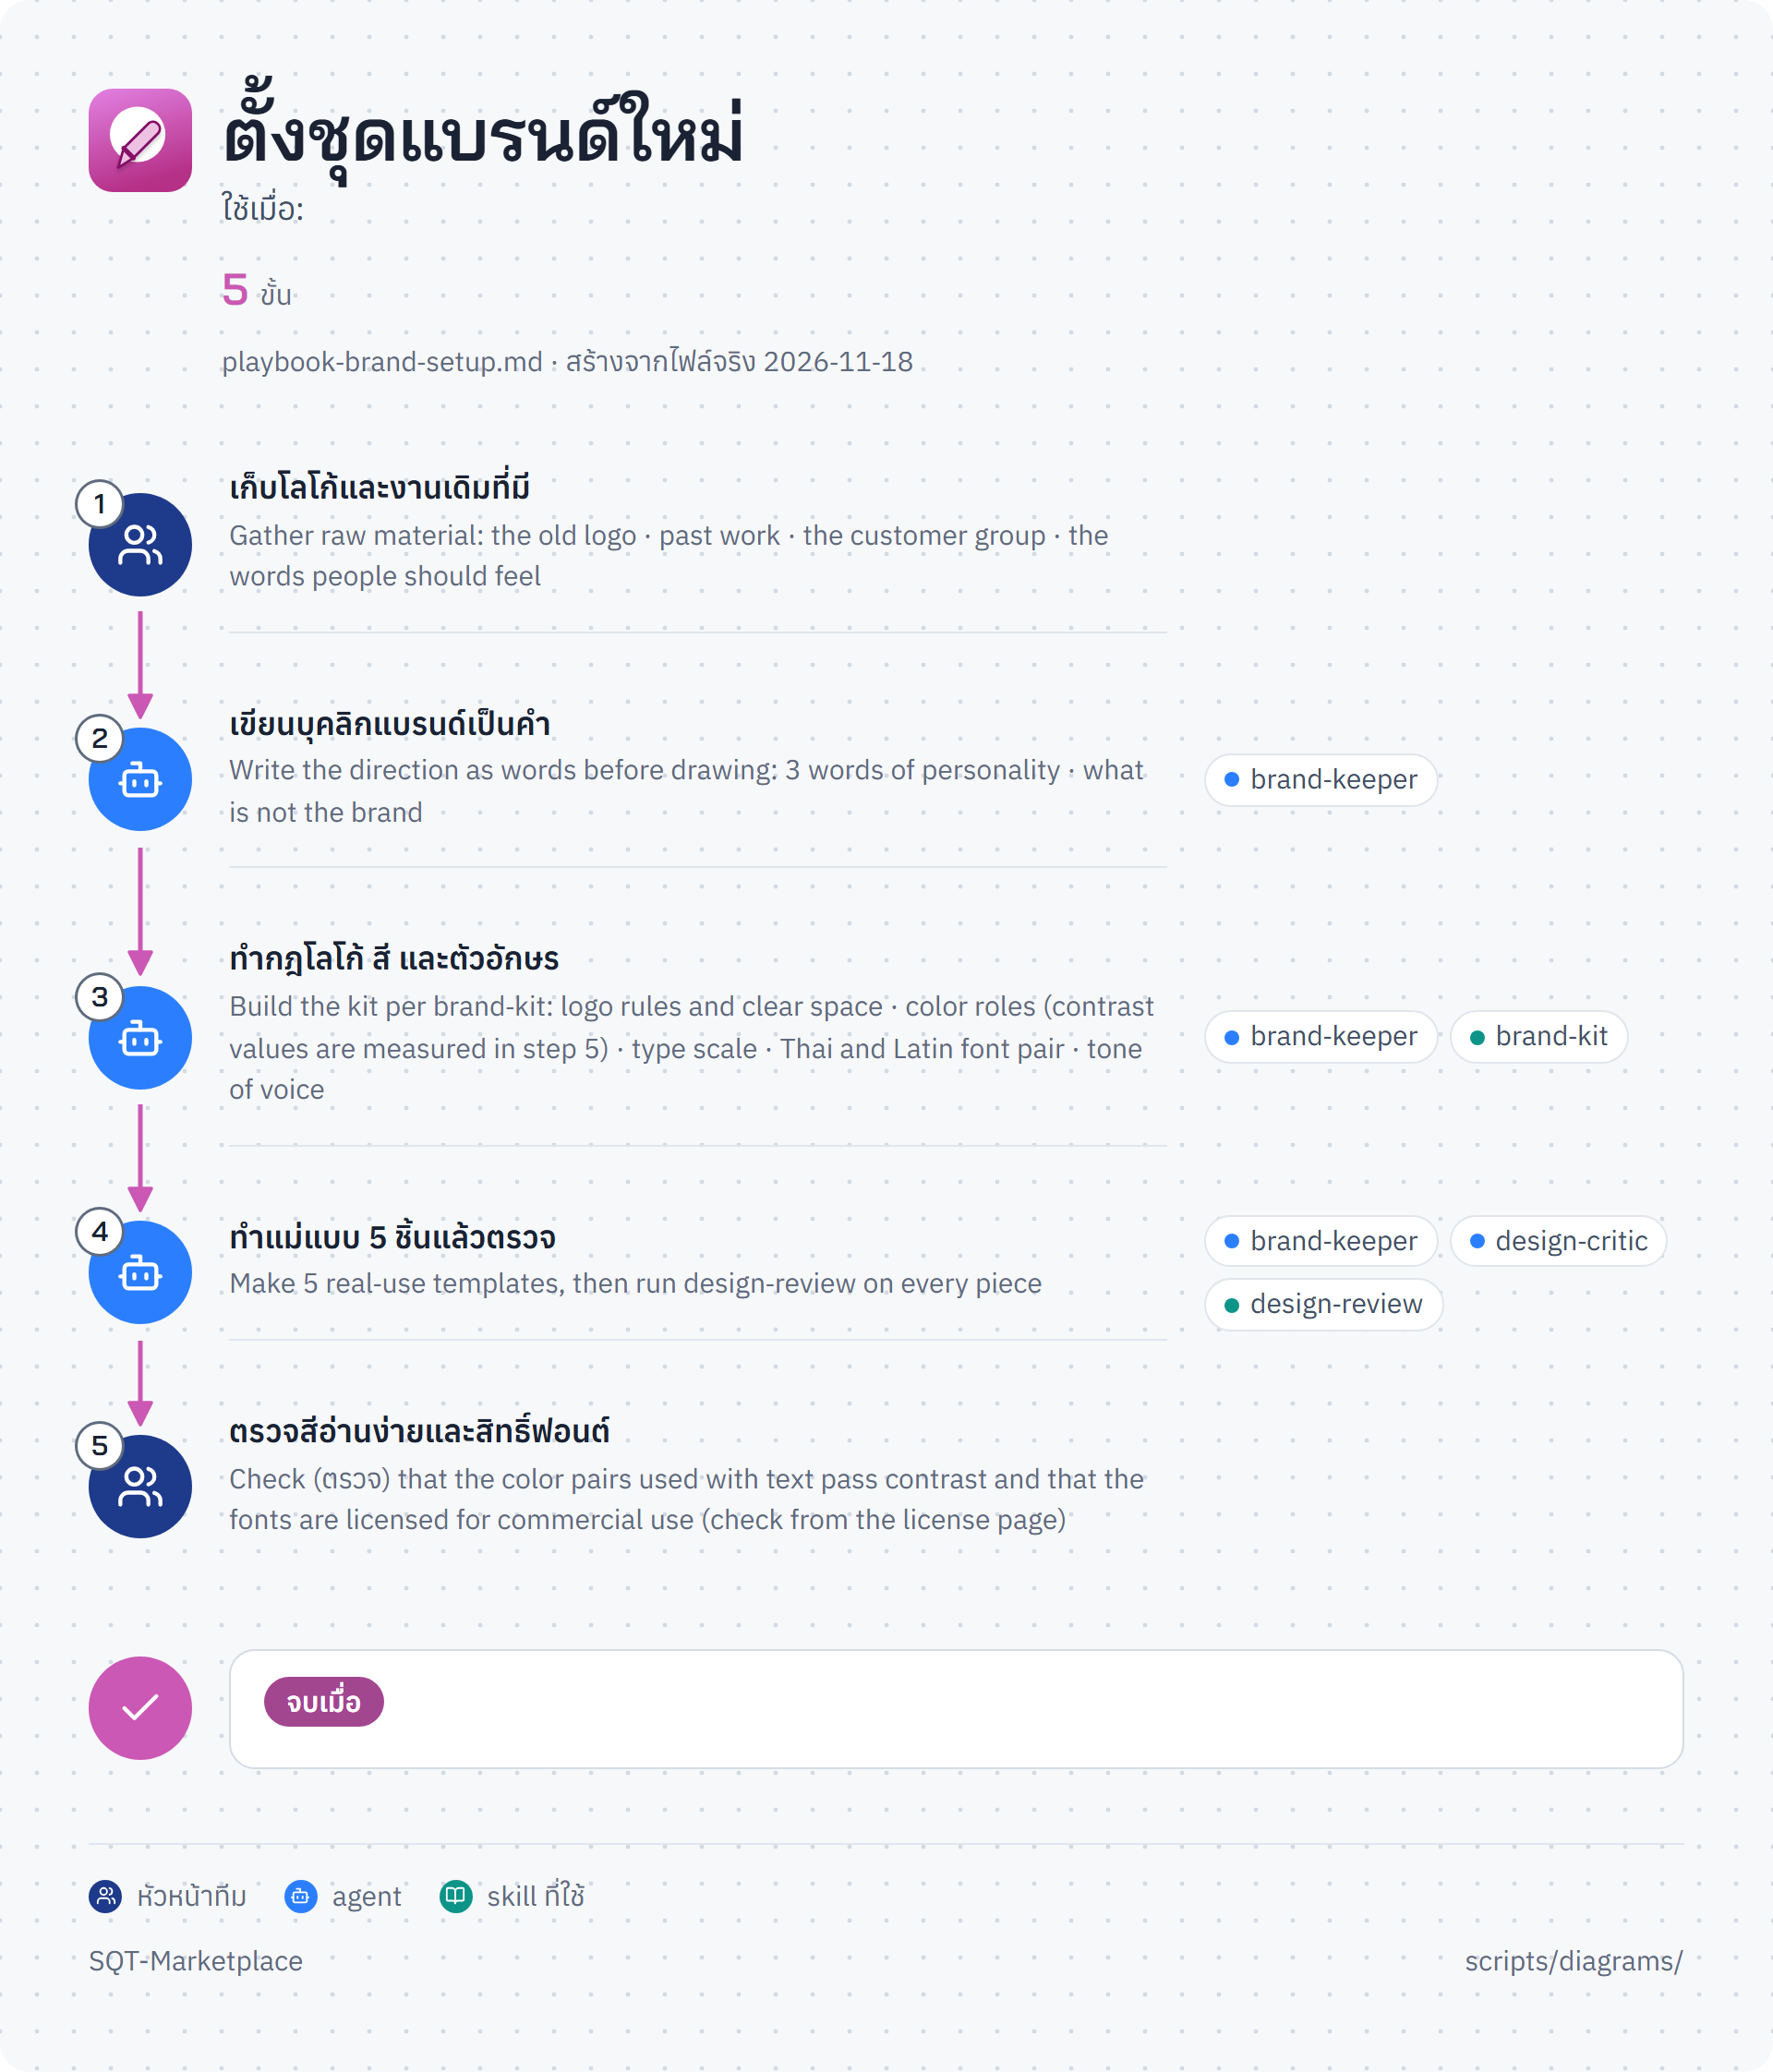 ตั้งชุดแบรนด์ใหม่
ใช้เมื่อ:
5 ขั้น
playbook-brand-setup.md · สร้างจากไฟล์จริง 2026-11-18
1
เก็บโลโก้และงานเดิมที่มี
Gather raw material: the old logo · past work · the customer group · the
words people should feel
2
เขียนบุคลิกแบรนด์เป็นคำ
Write the direction as words before drawing: 3 words of personality · what
is not the brand
brand-keeper
3
ทำกฎโลโก้ สี และตัวอักษร
Build the kit per brand-kit: logo rules and clear space · color roles (contrast
values are measured in step 5) · type scale · Thai and Latin font pair · tone
of voice
brand-keeper brand-kit
4
ทำแม่แบบ 5 ชิ้นแล้วตรวจ
Make 5 real-use templates, then run design-review on every piece
brand-keeper design-critic
design-review
5
ตรวจสีอ่านง่ายและสิทธิ์ฟอนต์
Check (ตรวจ) that the color pairs used with text pass contrast and that the
fonts are licensed for commercial use (check from the license page)
จบเมื่อ
หัวหน้าทีม agent skill ที่ใช้
SQT-Marketplace scripts/diagrams/